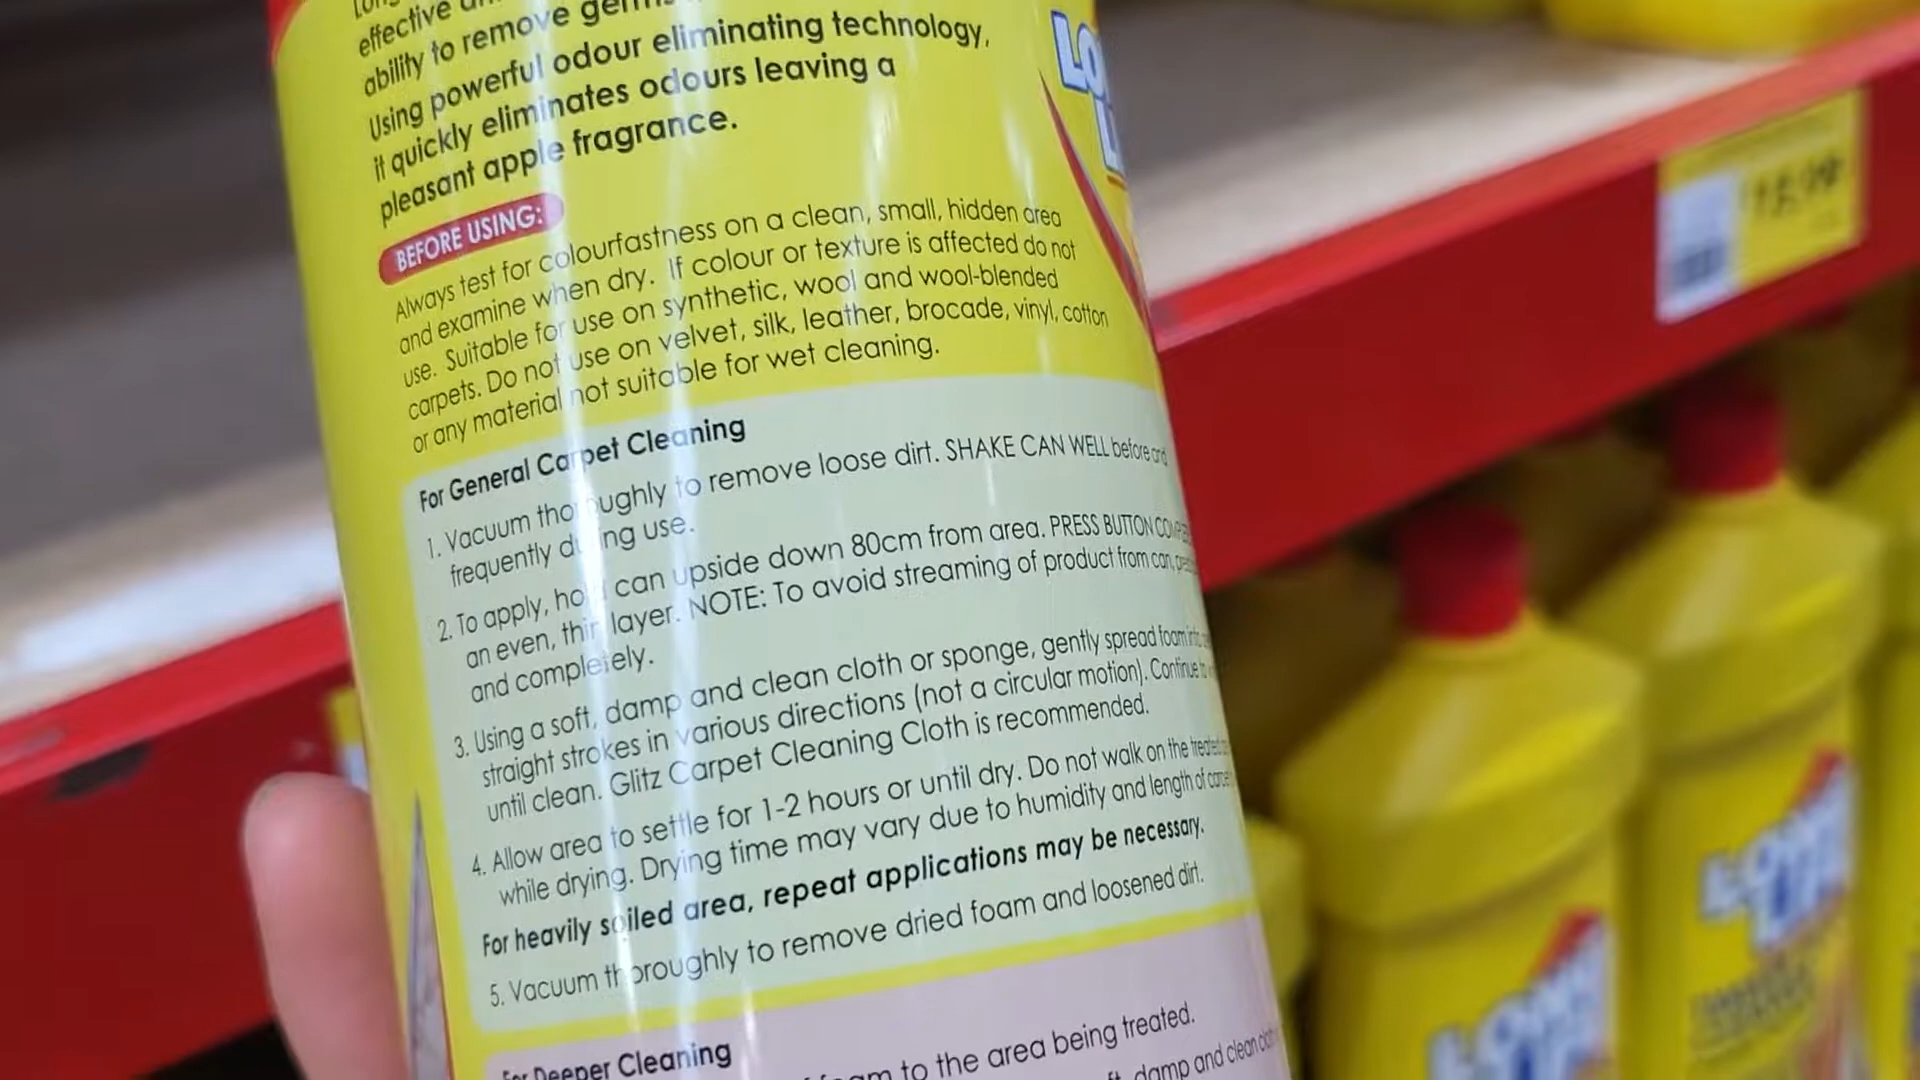 effective
ability to remove
Using powerful odour eliminating technology,
it quickly eliminates odours leaving a
pleasant apple fragrance.
BEFORE USING:
Always test for colourfastness on a clean, small, hidden area
and examine when dry. If colour or texture is affected do not
use. Suitable for use on synthetic, wool and wool-blended
carpets. Do not use on velvet, silk, leather, brocade, vinyl, cotton
or any material not suitable for wet cleaning.
For General Carpet Cleaning
1. Vacuum thoroughly to remove loose dirt. SHAKE CAN WELL before and
frequently during use.
2. To apply, hold can upside down 80cm from area. PRESS BUTTON
an even, thin layer. NOTE: To avoid streaming of product from can,
and completely.
3. Using a soft, damp and clean cloth or sponge, gently spread foam
straight strokes in various directions (not a circular motion). Continue to
until clean. Glitz Carpet Cleaning Cloth is recommended.
4. Allow area to settle for 1-2 hours or until dry. Do not walk on the treated
while drying. Drying time may vary due to humidity and length of
For heavily soiled area, repeat applications may be necessary.
5. Vacuum thoroughly to remove dried foam and loosened dirt.
For Deeper Cleaning
to the area being treated.
damp and clean